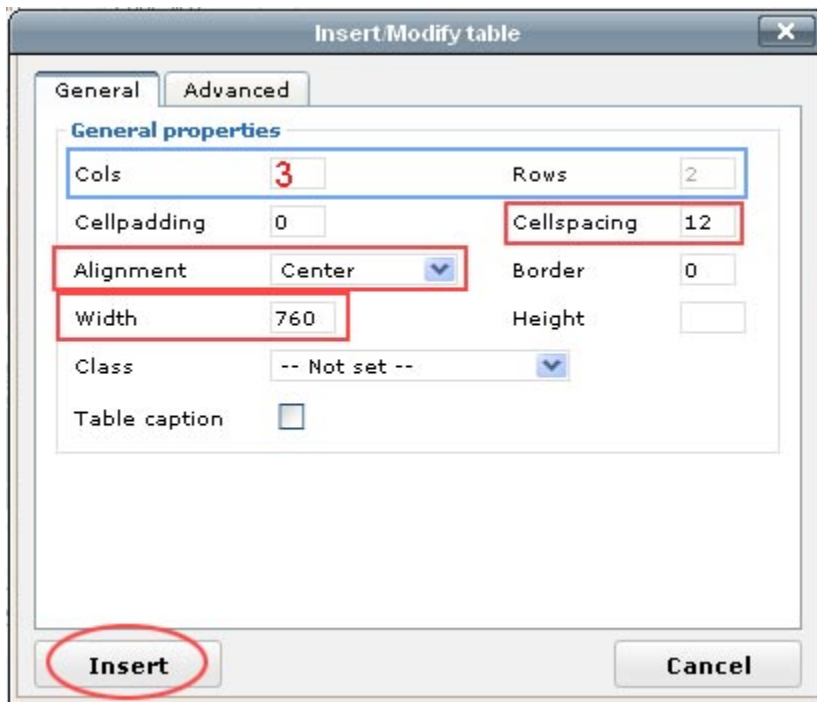 Insert/Modify table
General Advanced
General properties
Cols 3 Rows 2
Cellpadding 0 Cellspacing 12
Alignment Center Border 0
Width 760 Height
Class -- Not set --
Table caption
Insert Cancel